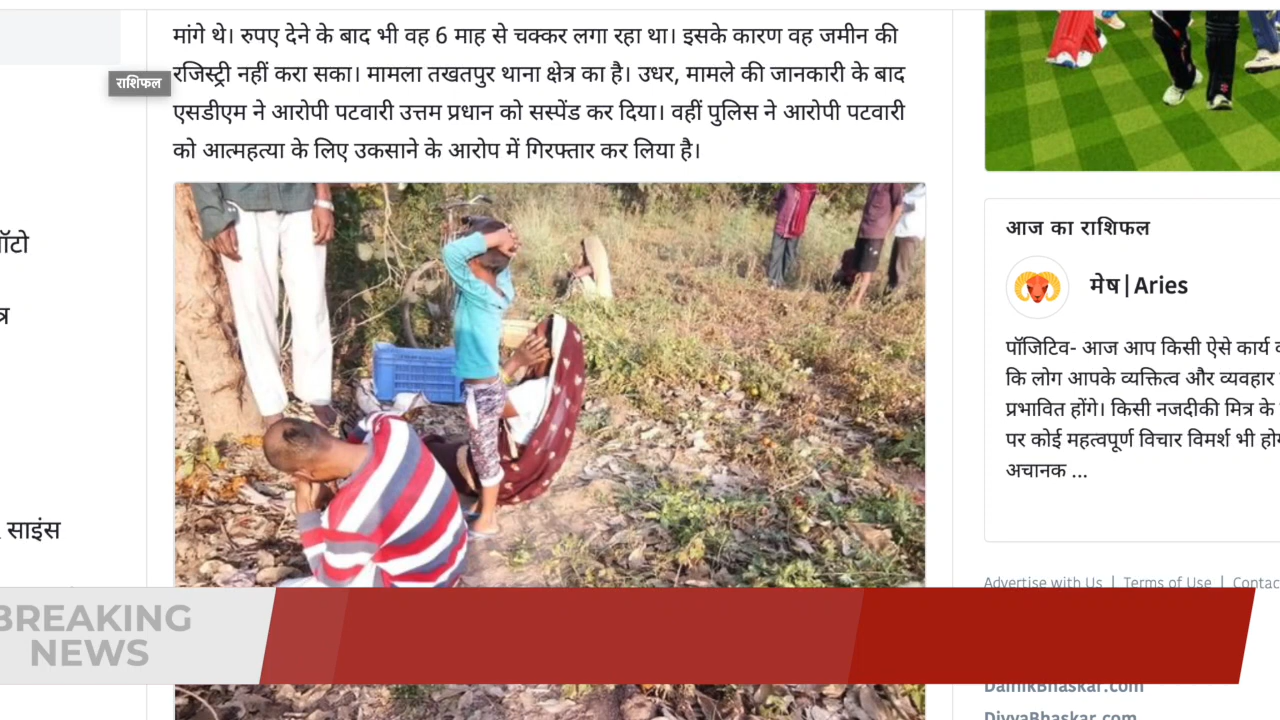 मांगे थे। रुपए देने के बाद भी वह 6 माह से चक्कर लगा रहा था। इसके कारण वह जमीन की
रजिस्ट्री नहीं करा सका। मामला तखतपुर थाना क्षेत्र का है। उधर, मामले की जानकारी के बाद
एसडीएम ने आरोपी पटवारी उत्तम प्रधान को सस्पेंड कर दिया। वहीं पुलिस ने आरोपी पटवारी
को आत्महत्या के लिए उकसाने के आरोप में गिरफ्तार कर लिया है।
राशिफल
साइंस
आज का राशिफल
मेष|Aries
पॉजिटिव- आज आप किसी ऐसे कार्य
कि लोग आपके व्यक्तित्व और व्यवहार
प्रभावित होंगे। किसी नजदीकी मित्र के
पर कोई महत्वपूर्ण विचार विमर्श भी
अचानक ...
Advertise with Us | Terms of Use |
BREAKING
NEWS
DainikBhaskar.com
DivyaBhaskar.com